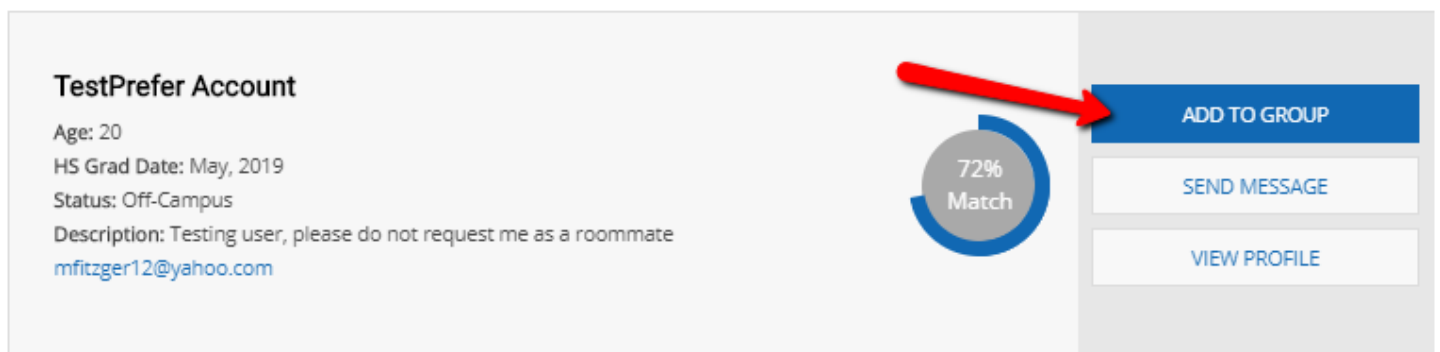 TestPrefer Account
Age: 20
HS Grad Date: May, 2019
Status: Off-Campus
Description: Testing user, please do not request me as a roommate
mfitzger12@yahoo.com
72%
Match
ADD TO GROUP
SEND MESSAGE
VIEW PROFILE